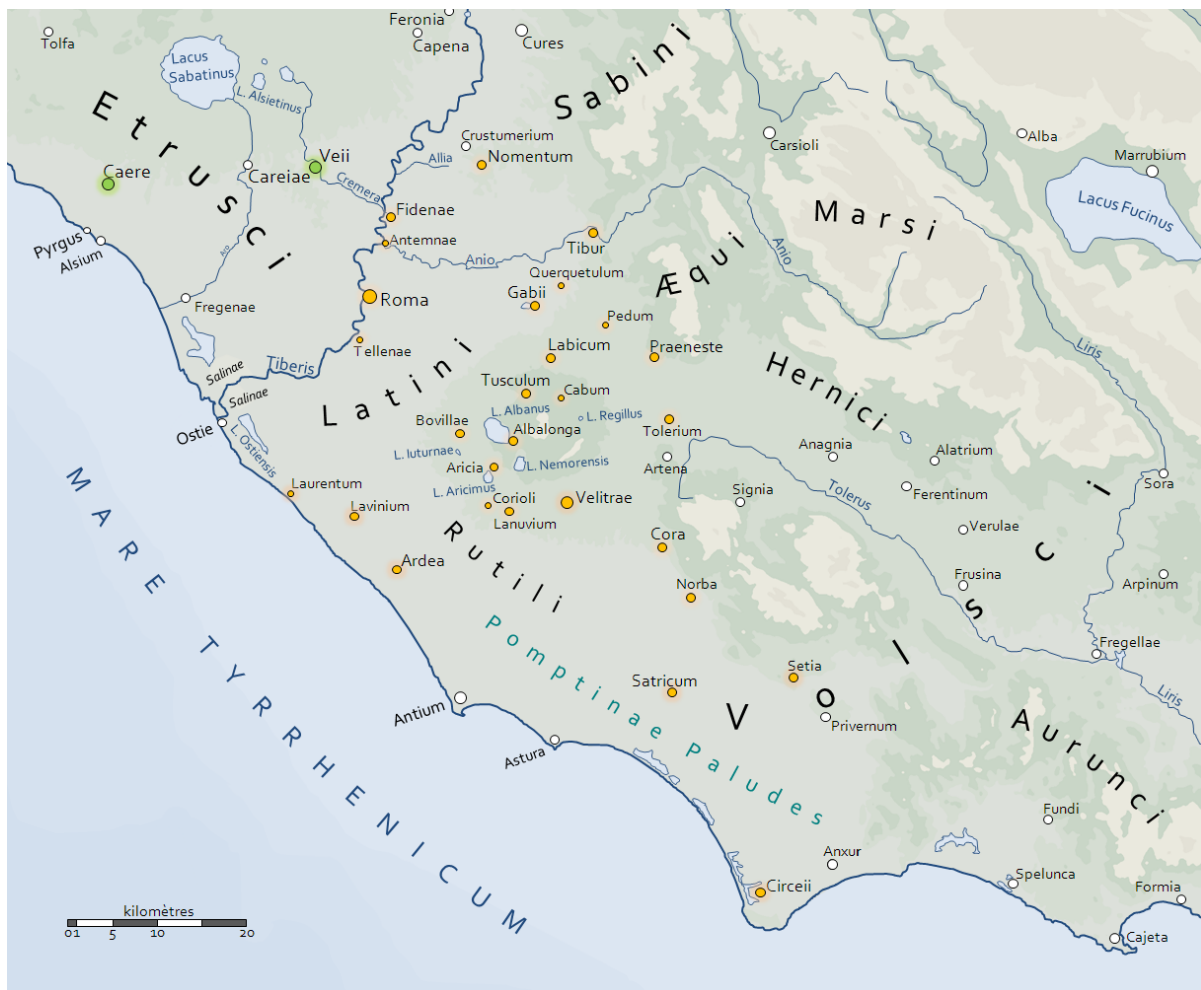 Feronia
Tolfa
Capena
Cures
Lacus
Sabatinus
L. Alsietinus
Sabini
Etrusci
Crustumerium
Allia
Nomentum
Carsioli
Alba
Marrubium
Lacus Fucinus
Veii
Caere
Careiae
Cremera
Fidenae
Antemnae
Marsi
Pyrgus
Alsium
Anio
Tibur
Anio
Æqui
Querquetulum
Gabii
Roma
Fregenae
Pedum
Tellenae
Labicum
Praeneste
Liris
Latini
Hernici
Salinae
Tiberis
Salinae
Tusculum
Cabum
L. Albanus
L. Regillus
Bovillae
Albalonga
Tolerium
Ostie
L. Ostiensis
L. Iuturnae
Anagnia
Alatrium
Aricia
L. Nemorensis
Artena
Sora
L. Aricimus
Laurentum
Corioli
Velitrae
Signia
Tolerus
Ferentinum
Lavinium
Lanuvium
Verulae
Rutili
Cora
Ardea
Norba
Frusina
Arpinum
Volsci
MARE TYRRHENICUM
Pomptinae Paludes
Fregellae
Setia
Satricum
Liris
Antium
Privernum
Aurunci
Astura
Fundi
Anxur
Circeii
Spelunca
Formia
Cajeta
kilomètres
0 1 5 10 20